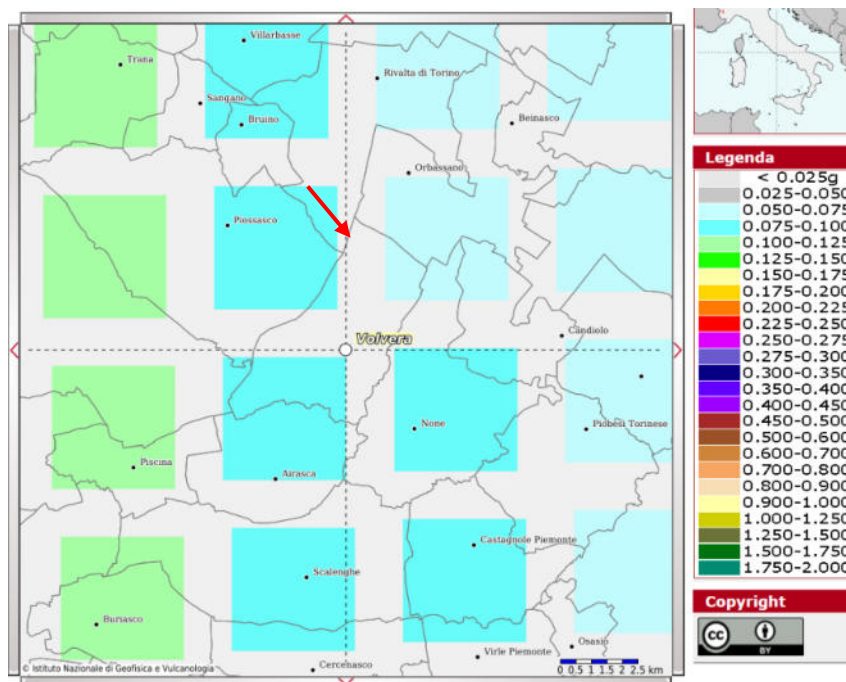 Villarbasse
Trana
Rivalta di Torino
Sangano
Bruino
Beinasco
Orbassano
Piossasco
Volvera
Candiolo
None
Piobesi Torinese
Piscina
Airasca
Castagnole Piemonte
Scalenghe
Buriasco
Osasio
Virle Piemonte
Cercenasco
© Istituto Nazionale di Geofisica e Vulcanologia
0 0.5 1 1.5 2 2.5 km
Legenda
< 0.025g
0.025-0.050
0.050-0.075
0.075-0.100
0.100-0.125
0.125-0.150
0.150-0.175
0.175-0.200
0.200-0.225
0.225-0.250
0.250-0.275
0.275-0.300
0.300-0.350
0.350-0.400
0.400-0.450
0.450-0.500
0.500-0.600
0.600-0.700
0.700-0.800
0.800-0.900
0.900-1.000
1.000-1.250
1.250-1.500
1.500-1.750
1.750-2.000
Copyright
cc
BY